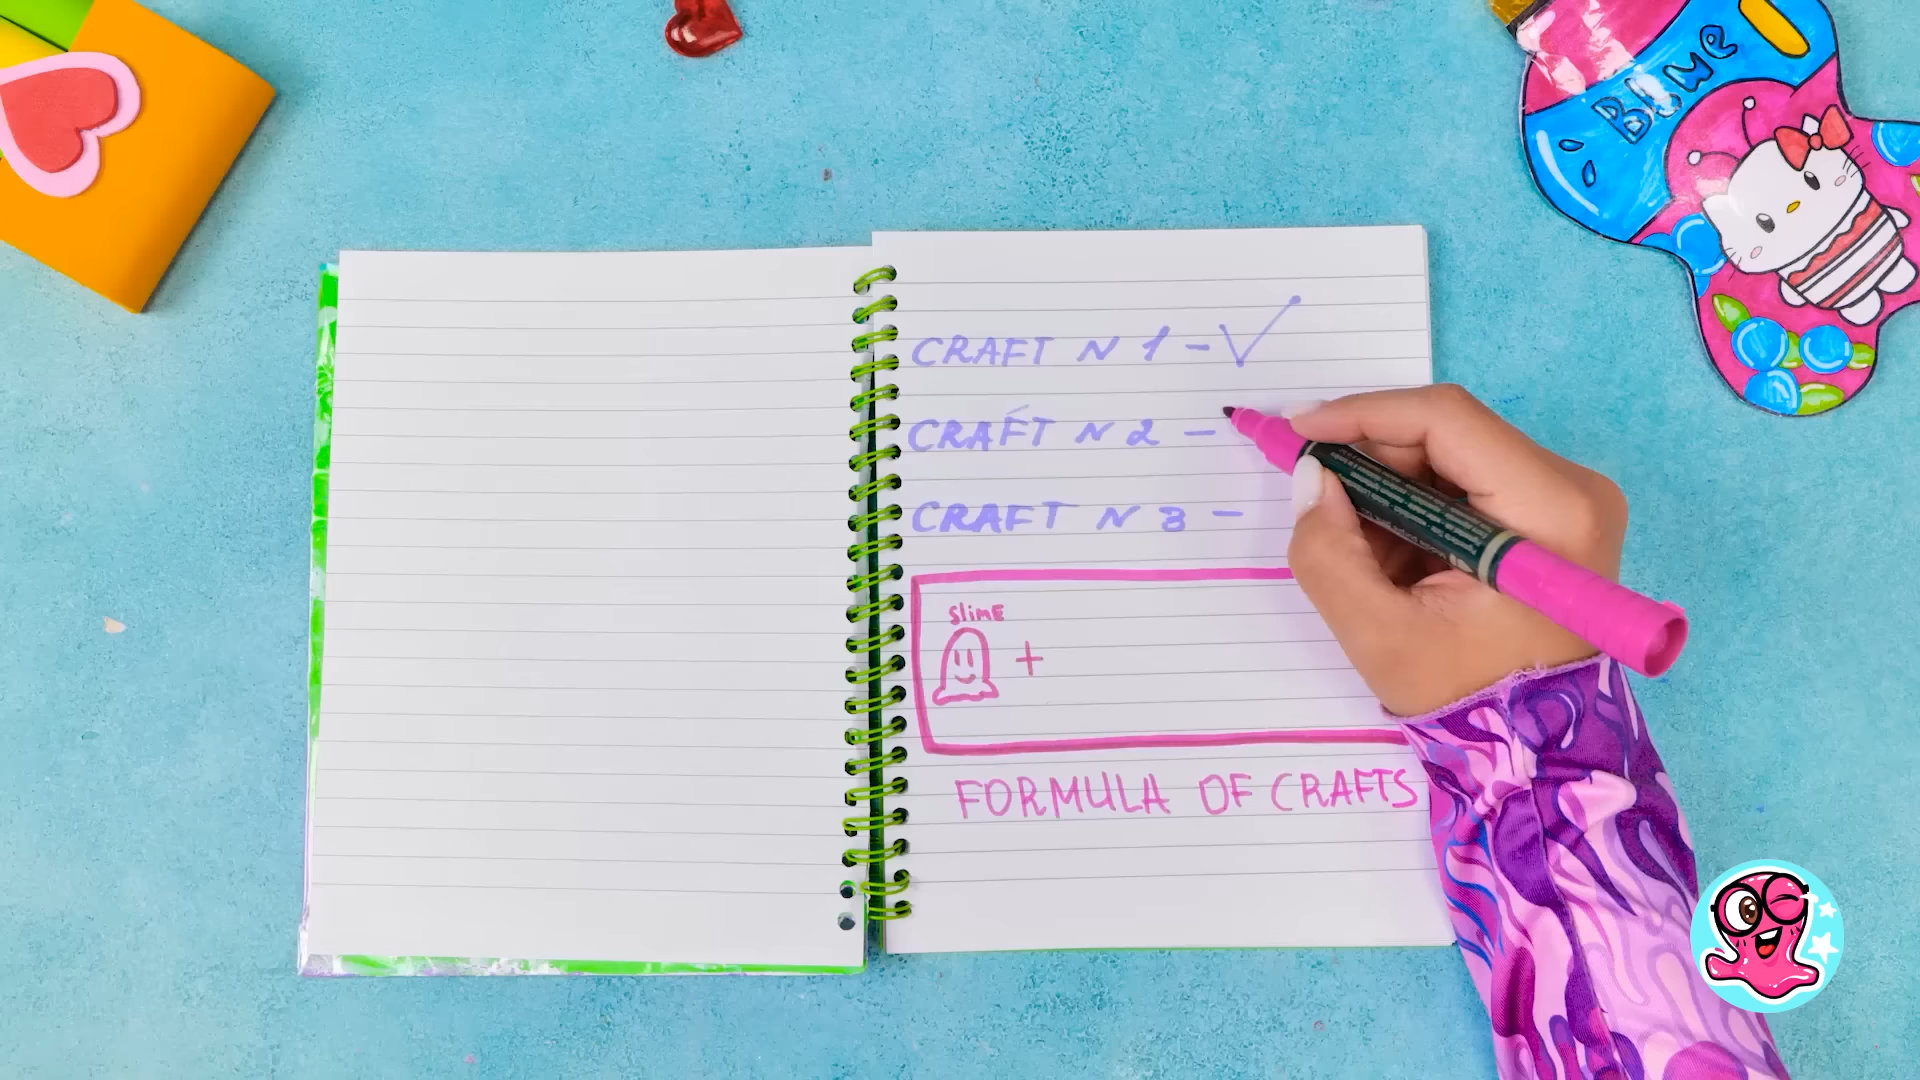 BLUE
CRAFT N 1 - ✓
CRAFT N 2 -
CRAFT N 3 -
SLIME
+
FORMULA OF CRAFTS